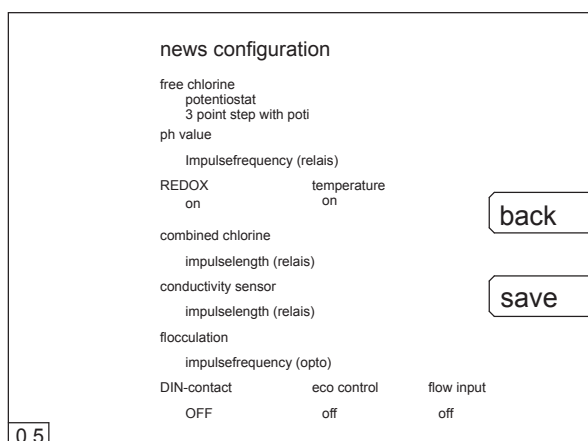 news configuration
free chlorine
potentiostat
3 point step with poti
ph value
Impulsefrequency (relais)
REDOX temperature
on on
back
combined chlorine
impulselength (relais)
conductivity sensor
save
impulselength (relais)
flocculation
impulsefrequency (opto)
DIN-contact eco control flow input
OFF off off
0 5